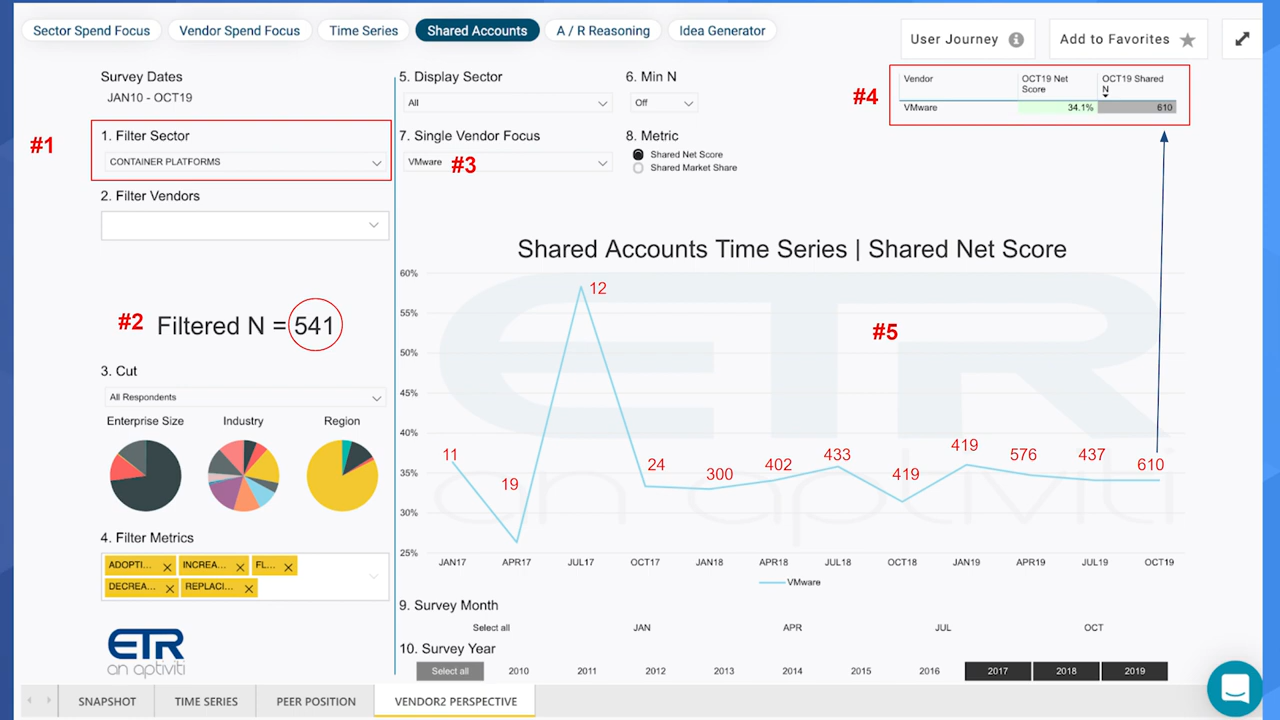 Sector Spend Focus
Vendor Spend Focus
Time Series
Shared Accounts
A / R Reasoning
Idea Generator
User Journey
Add to Favorites
Survey Dates
JAN10 - OCT19
#1
1. Filter Sector
CONTAINER PLATFORMS
2. Filter Vendors
#2 Filtered N = 541
3. Cut
All Respondents
Enterprise Size
Industry
Region
4. Filter Metrics
ADOPTI...
INCREA...
FL...
DECREA...
REPLACI...
ETR
an aptiviti
5. Display Sector
All
6. Min N
Off
7. Single Vendor Focus
VMware
#3
8. Metric
Shared Net Score
Shared Market Share
#4
Vendor
OCT19 Net Score
OCT19 Shared N
VMware
34.1%
610
Shared Accounts Time Series | Shared Net Score
60%
55%
50%
45%
40%
35%
30%
25%
ETR
an aptiviti
#5
11
19
12
24
300
402
433
419
419
576
437
610
JAN17
APR17
JUL17
OCT17
JAN18
APR18
JUL18
OCT18
JAN19
APR19
JUL19
OCT19
VMware
9. Survey Month
Select all
JAN
APR
JUL
OCT
10. Survey Year
Select all
2010
2011
2012
2013
2014
2015
2016
2017
2018
2019
SNAPSHOT
TIME SERIES
PEER POSITION
VENDOR2 PERSPECTIVE